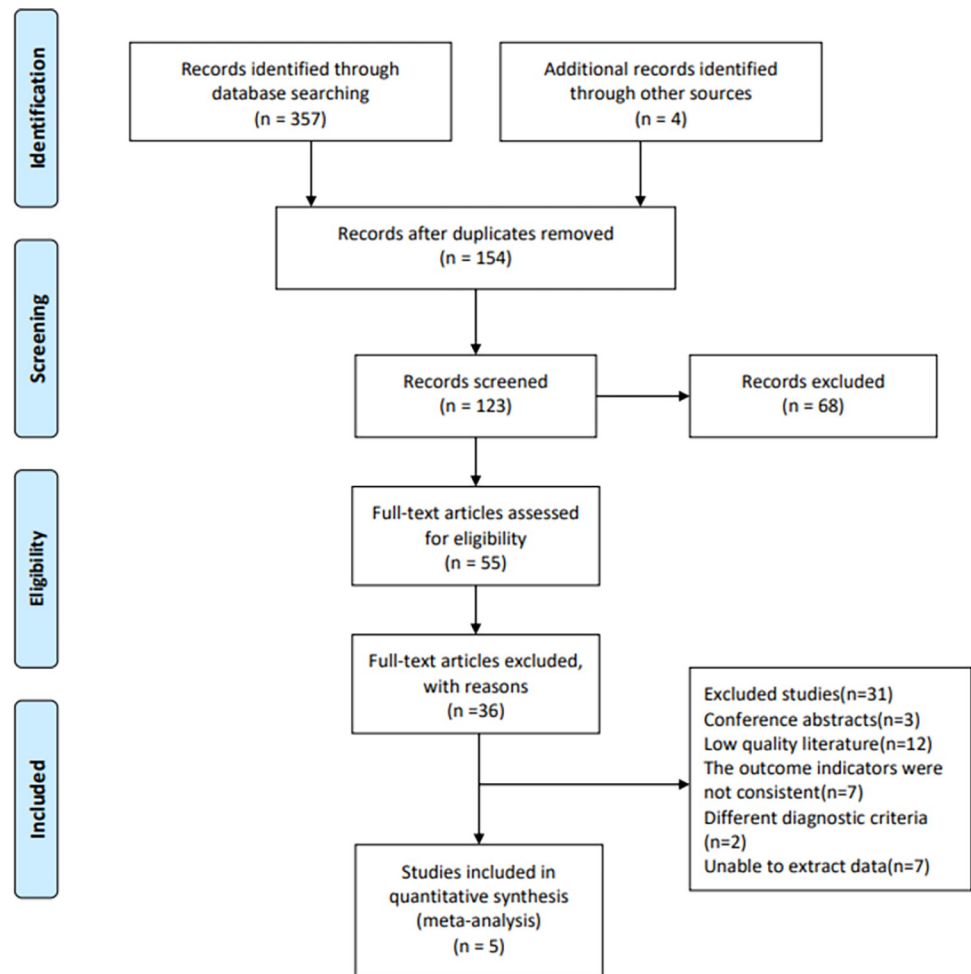 Identification
Records identified through
database searching
(n = 357)
Additional records identified
through other sources
(n = 4)
Records after duplicates removed
(n = 154)
Screening
Records screened
(n = 123)
Records excluded
(n = 68)
Eligibility
Full-text articles assessed
for eligibility
(n = 55)
Full-text articles excluded,
with reasons
(n =36)
Included
Excluded studies(n=31)
Conference abstracts(n=3)
Low quality literature(n=12)
The outcome indicators were
not consistent(n=7)
Different diagnostic criteria
(n=2)
Unable to extract data(n=7)
Studies included in
quantitative synthesis
(meta-analysis)
(n = 5)